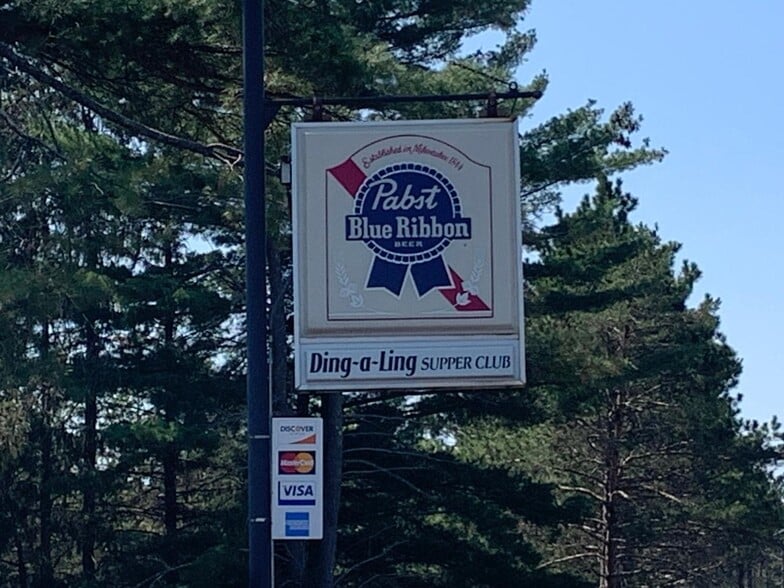 Established in Milwaukee 1844
Pabst
Blue Ribbon
BEER
Ding-a-Ling SUPPER CLUB
DISCOVER
MasterCard
VISA